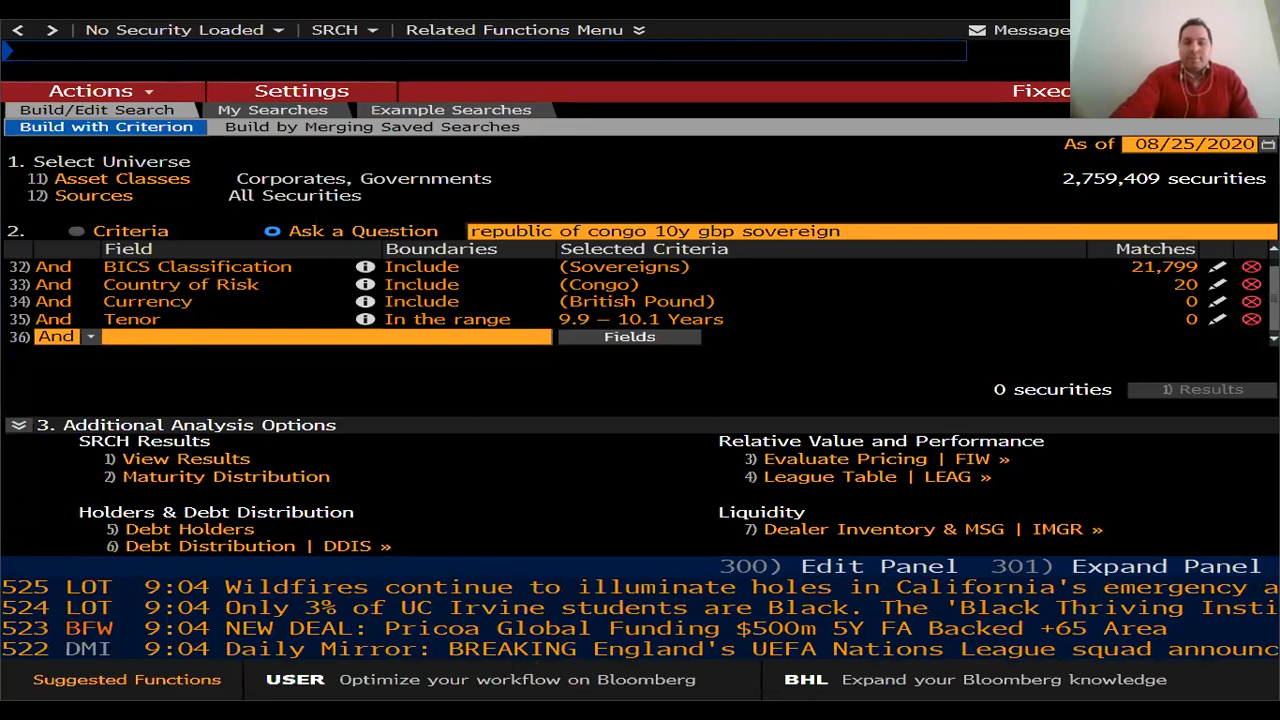 No Security Loaded SRCH Related Functions Menu Message
Actions Settings Fixed
Build/Edit Search My Searches Example Searches
Build with Criterion Build by Merging Saved Searches
As of 08/25/2020
1. Select Universe
11) Asset Classes Corporates, Governments 2,759,409 securities
12) Sources All Securities
2. Criteria Ask a Question republic of congo 10y gbp sovereign
Field Boundaries Selected Criteria Matches
32) And BICS Classification Include (Sovereigns) 21,799
33) And Country of Risk Include (Congo) 20
34) And Currency Include (British Pound) 0
35) And Tenor In the range 9.9 – 10.1 Years 0
36) And Fields
0 securities 1) Results
3. Additional Analysis Options
SRCH Results Relative Value and Performance
1) View Results 3) Evaluate Pricing | FIW »
2) Maturity Distribution 4) League Table | LEAG »
Holders & Debt Distribution Liquidity
5) Debt Holders 7) Dealer Inventory & MSG | IMGR »
6) Debt Distribution | DDIS »
300) Edit Panel 301) Expand Panel
525 LOT 9:04 Wildfires continue to illuminate holes in California's emergency a
524 LOT 9:04 Only 3% of UC Irvine students are Black. The 'Black Thriving Insti
523 BFW 9:04 NEW DEAL: Pricoa Global Funding $500m 5Y FA Backed +65 Area
522 DMI 9:04 Daily Mirror: BREAKING England's UEFA Nations League squad announc
Suggested Functions USER Optimize your workflow on Bloomberg BHL Expand your Bloomberg knowledge